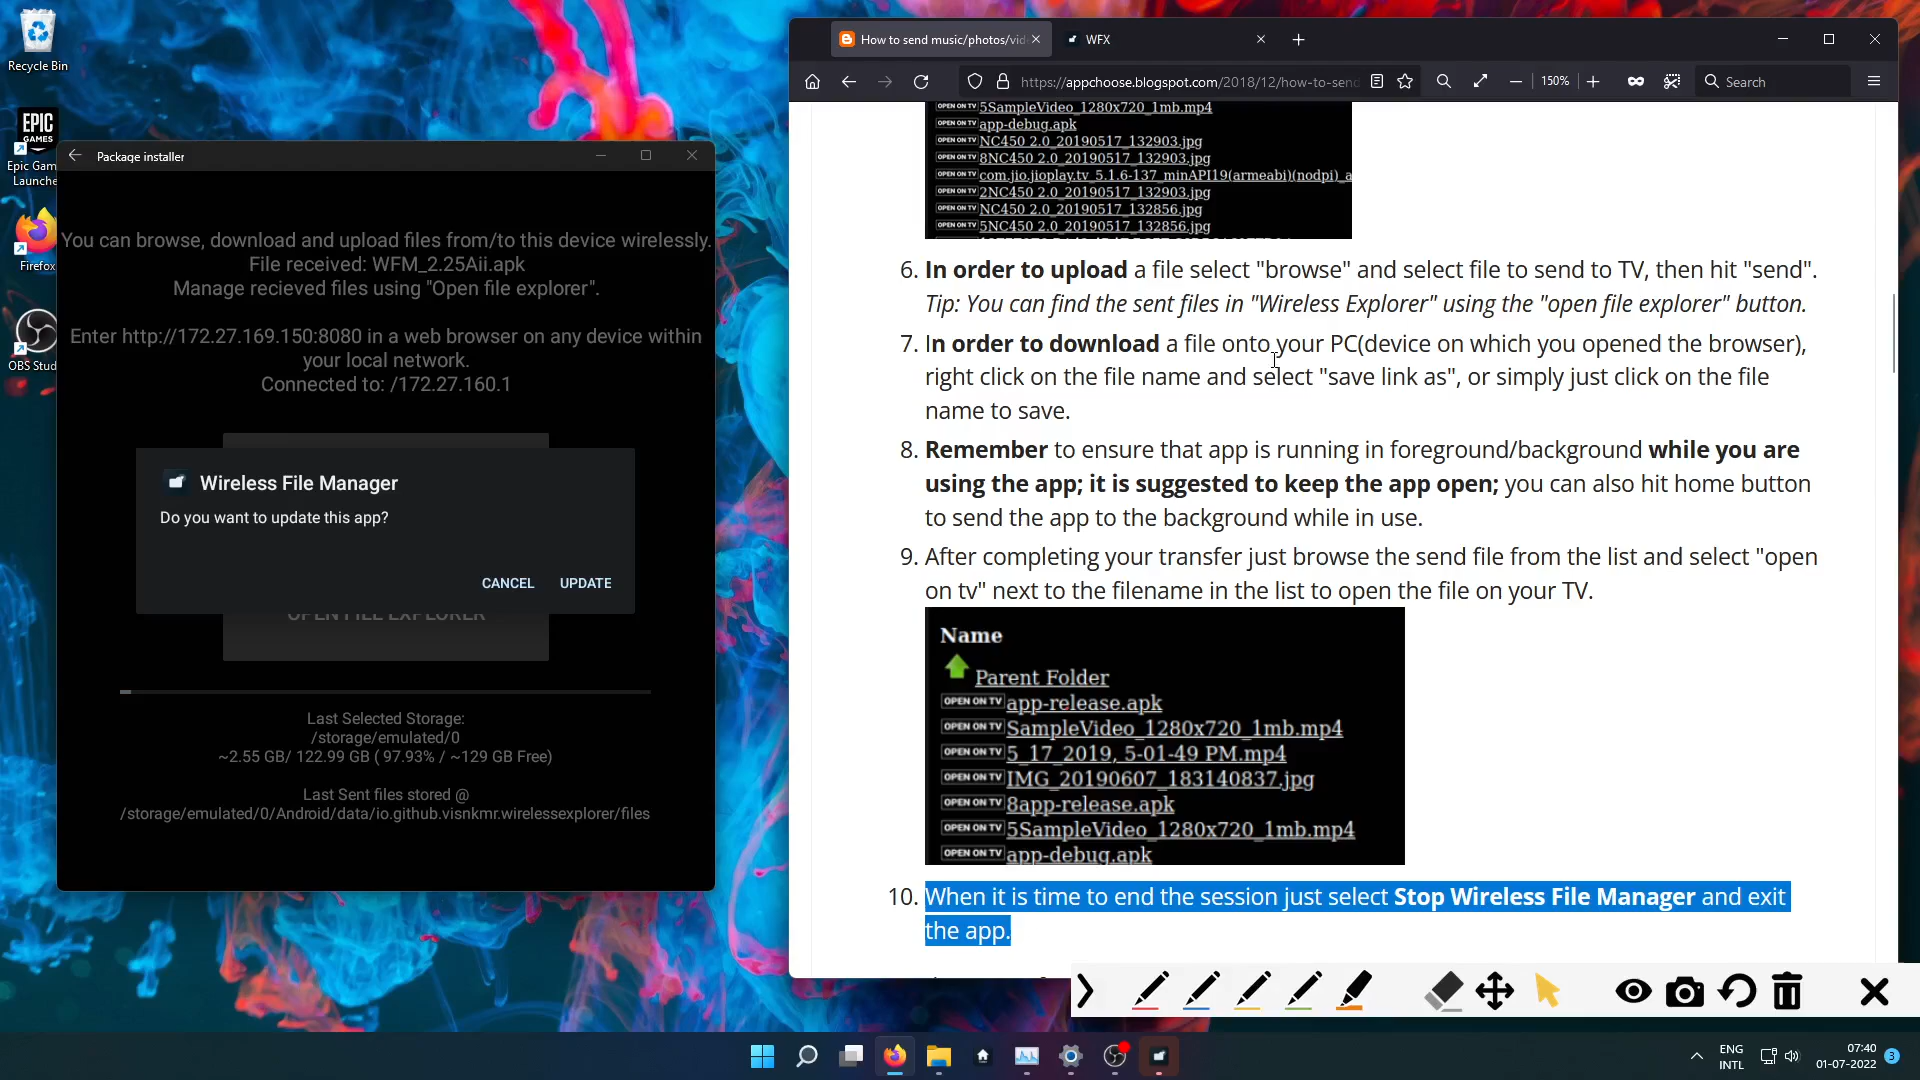 Recycle Bin
EPIC
GAMES
Epic Gam
Launche
Firefox
OBS Stud
Package installer
You can browse, download and upload files from/to this device wirelessly.
File received: WFM_2.25Aii.apk
Manage recieved files using "Open file explorer".
Enter http://172.27.169.150:8080 in a web browser on any device within
your local network.
Connected to: /172.27.160.1
Wireless File Manager
Do you want to update this app?
CANCEL UPDATE
OPEN FILE EXPLORER
Last Selected Storage:
/storage/emulated/0
~2.55 GB/ 122.99 GB ( 97.93% / ~129 GB Free)
Last Sent files stored @
/storage/emulated/0/Android/data/io.github.visnkmr.wirelessexplorer/files
How to send music/photos/vid
WFX
https://appchoose.blogspot.com/2018/12/how-to-send
150%
Search
OPEN ON TV 5SampleVideo_1280x720_1mb.mp4
OPEN ON TV app-debug.apk
OPEN ON TV NC450 2.0_20190517_132903.jpg
OPEN ON TV 8NC450 2.0_20190517_132903.jpg
OPEN ON TV com.jio.jioplay.tv_5.1.6-137_minAPI19(armeabi)(nodpi)_a
OPEN ON TV 2NC450 2.0_20190517_132903.jpg
OPEN ON TV NC450 2.0_20190517_132856.jpg
OPEN ON TV 5NC450 2.0_20190517_132856.jpg
6. In order to upload a file select "browse" and select file to send to TV, then hit "send".
Tip: You can find the sent files in "Wireless Explorer" using the "open file explorer" button.
7. In order to download a file onto your PC(device on which you opened the browser),
right click on the file name and select "save link as", or simply just click on the file
name to save.
8. Remember to ensure that app is running in foreground/background while you are
using the app; it is suggested to keep the app open; you can also hit home button
to send the app to the background while in use.
9. After completing your transfer just browse the send file from the list and select "open
on tv" next to the filename in the list to open the file on your TV.
Name
Parent Folder
OPEN ON TV app-release.apk
OPEN ON TV SampleVideo_1280x720_1mb.mp4
OPEN ON TV 5_17_2019, 5-01-49 PM.mp4
OPEN ON TV IMG_20190607_183140837.jpg
OPEN ON TV 8app-release.apk
OPEN ON TV 5SampleVideo_1280x720_1mb.mp4
OPEN ON TV app-debug.apk
10. When it is time to end the session just select Stop Wireless File Manager and exit
the app.
ENG
INTL
07:40
01-07-2022
3